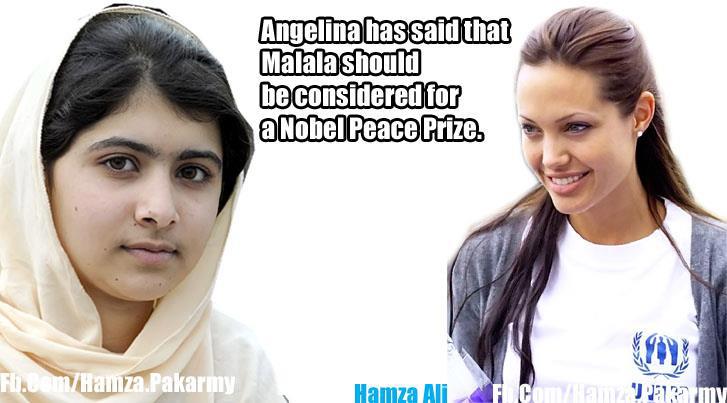 Angelina has said that
Malala should
be considered for
a Nobel Peace Prize.
Fb.Com/Hamza.Pakarmy
Hamza Ali
Fb.Com/Hamza.Pakarmy